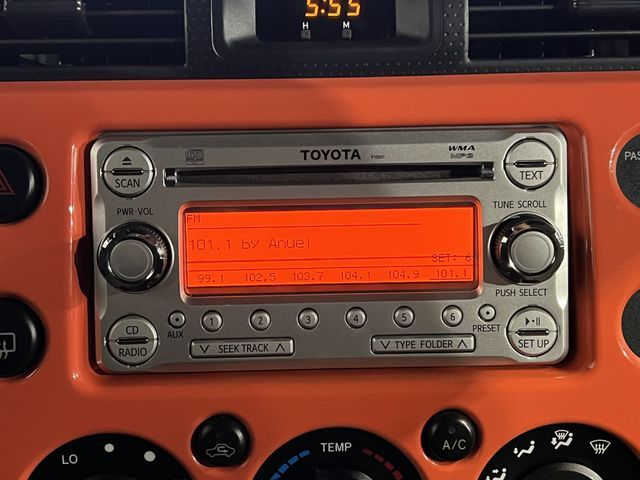 5:55
H M
TOYOTA F10001 WMA
MP3
SCAN
TEXT
PWR·VOL
TUNE SCROLL
FM
101.1 by Anuel
SET: 6
99.1 102.5 103.7 104.1 104.9 101.1
PUSH SELECT
CD
RADIO
AUX
1 2 3 4 5 6
PRESET
SEEK TRACK
TYPE FOLDER
SET UP
PAS
LO
TEMP
A/C